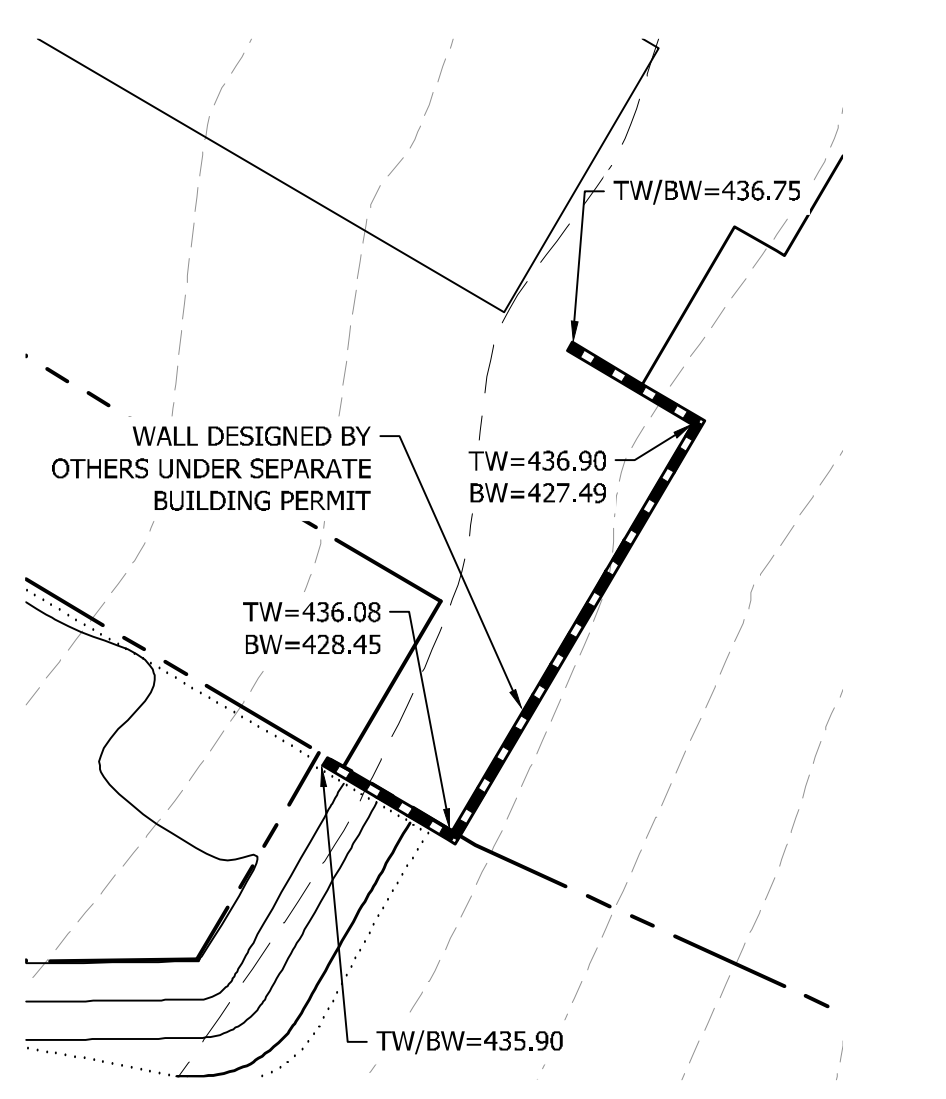 TW/BW=436.75
WALL DESIGNED BY
OTHERS UNDER SEPARATE
BUILDING PERMIT
TW=436.90
BW=427.49
TW=436.08
BW=428.45
TW/BW=435.90